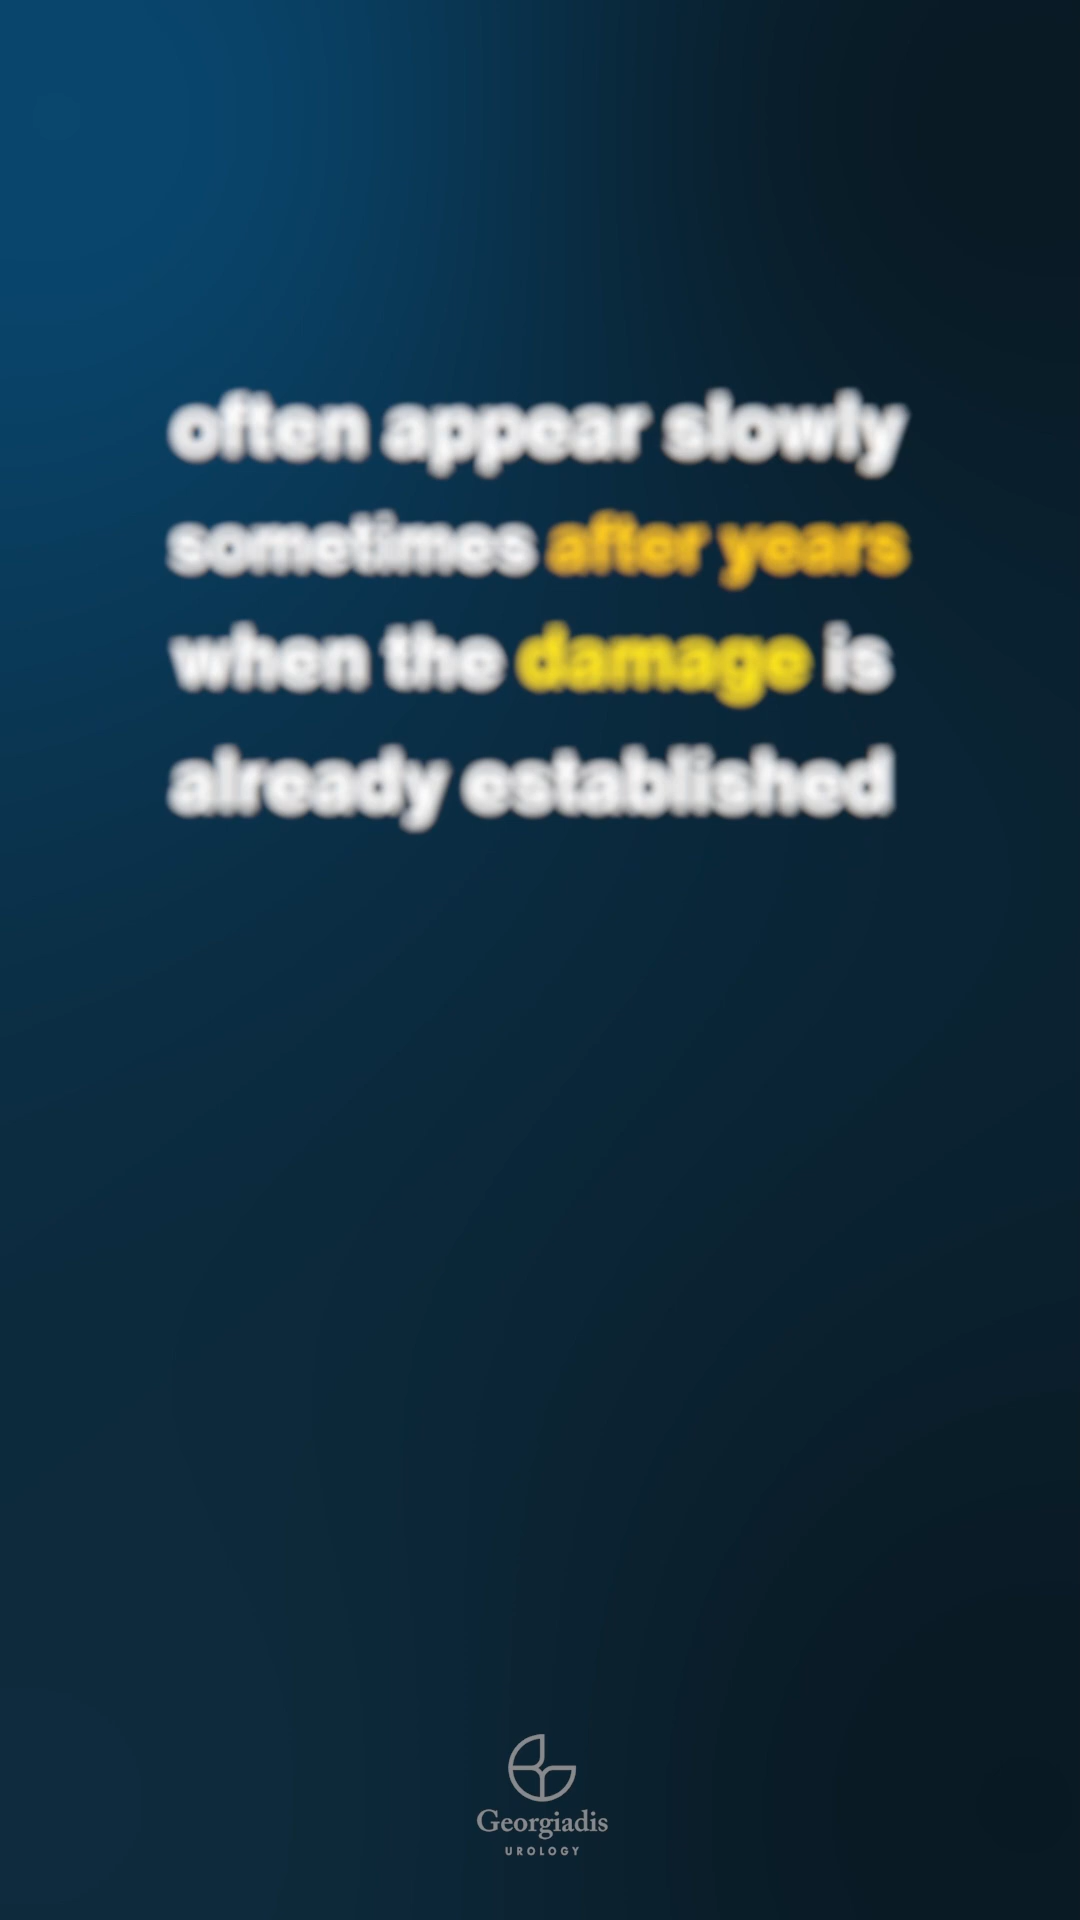 often appear slowly
sometimes after years
when the damage is
already established
Georgiadis
UROLOGY